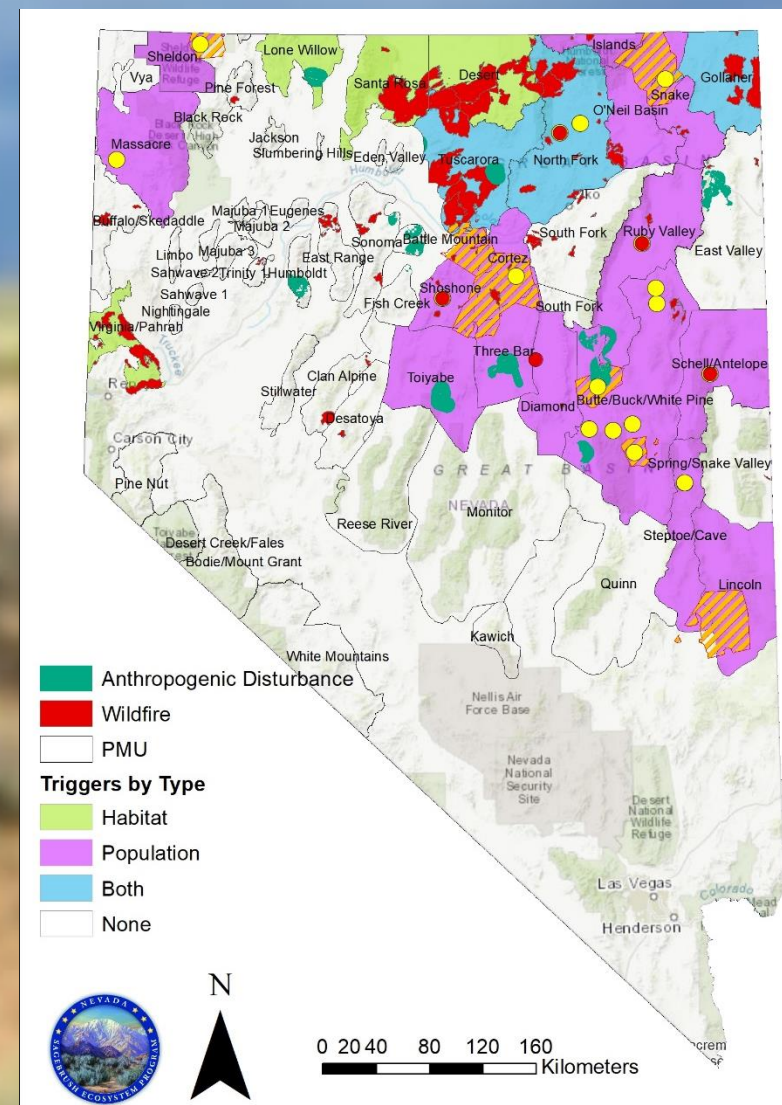 Islands
Sheldon
Lone Willow
Vya
Pine Forest
Santa Rosa
Desert
Gollaher
Snake
Black Rock
O'Neil Basin
Massacre
Jackson
Slumbering Hills
Eden Valley
Tuscarora
North Fork
Buffalo/Skedaddle
Majuba 1
Eugenes
Majuba 2
South Fork
Ruby Valley
East Valley
Limbo
Majuba 3
East Range
Sonoma
Battle Mountain
Cortez
Sahwave 2
Trinity 1
Humboldt
Sahwave 1
Shoshone
Fish Creek
South Fork
Nightingale
Virginia/Pahrah
Truckee
Clan Alpine
Three Bar
Schell/Antelope
Stillwater
Toiyabe
Diamond
Butte/Buck/White Pine
Desatoya
Carson City
GREAT BASIN
Spring/Snake Valley
Pine Nut
NEVADA
Reese River
Monitor
Steptoe/Cave
Desert Creek/Fales
Bodie/Mount Grant
Quinn
Lincoln
Kawich
White Mountains
Nellis Air
Force Base
Nevada
National
Security
Site
Desert
National
Wildlife
Refuge
Las Vegas
Colorado
Henderson
Anthropogenic Disturbance
Wildfire
PMU
Triggers by Type
Habitat
Population
Both
None
NEVADA
SAGEBRUSH ECOSYSTEM PROGRAM
N
0 20 40 80 120 160
Kilometers